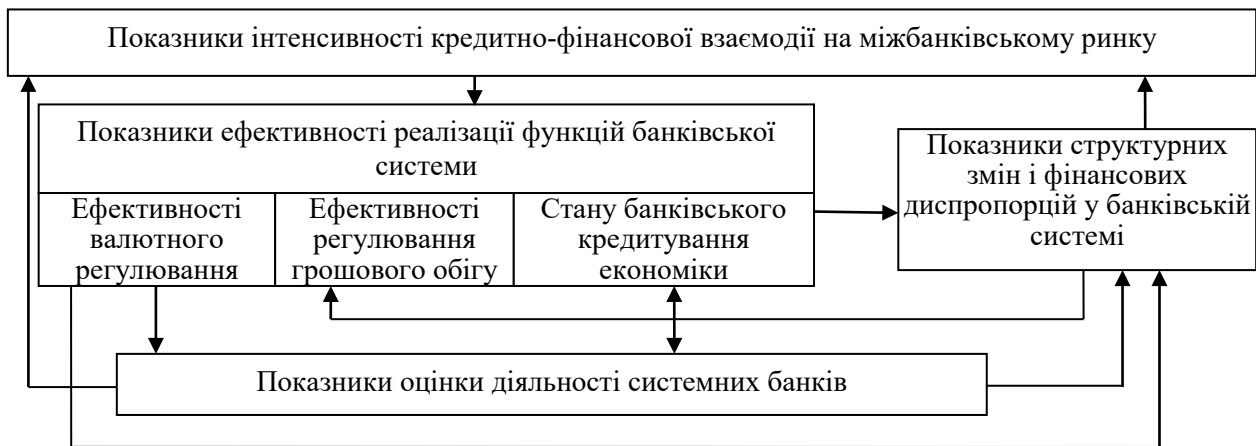 Показники інтенсивності кредитно-фінансової взаємодії на міжбанківському ринку
Показники ефективності реалізації функцій банківської
системи
Ефективності
валютного
регулювання
Ефективності
регулювання
грошового обігу
Стану банківського
кредитування
економіки
Показники структурних
змін і фінансових
диспропорцій у банківській
системі
Показники оцінки діяльності системних банків